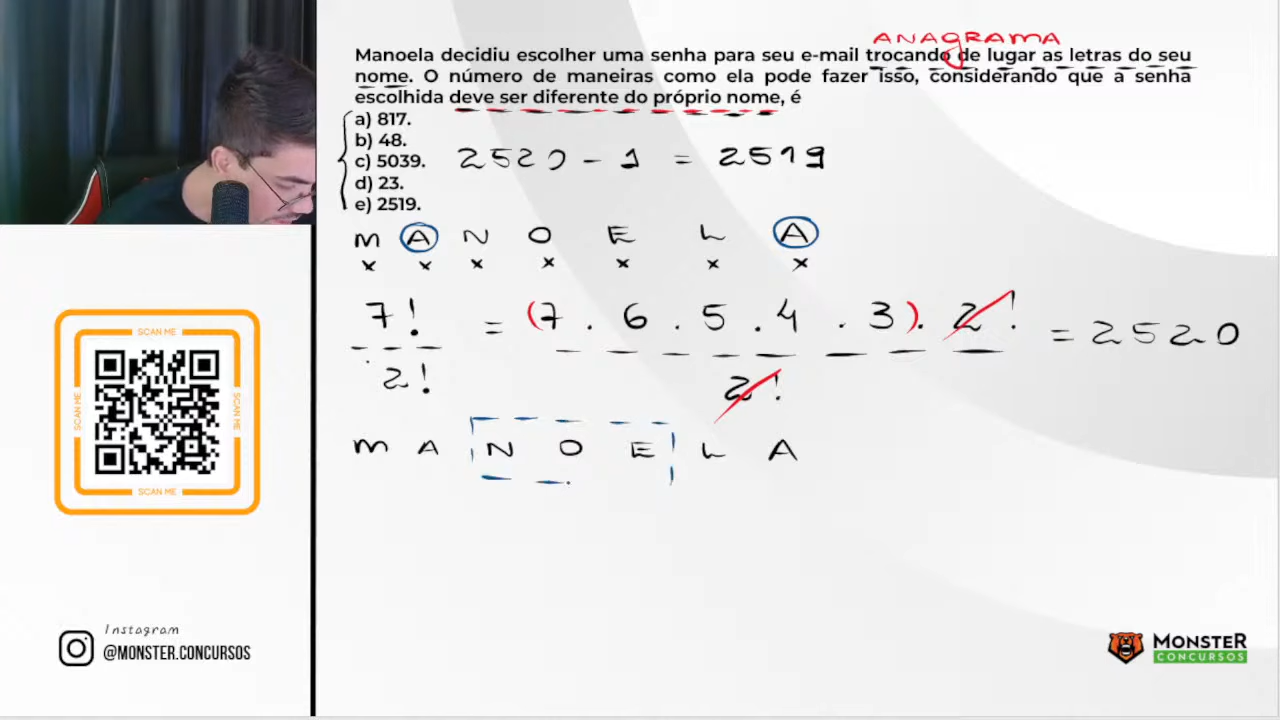 ANAGRAMA
Manoela decidiu escolher uma senha para seu e-mail trocando de lugar as letras do seu
nome. O número de maneiras como ela pode fazer isso, considerando que a senha
escolhida deve ser diferente do próprio nome, é
a) 817.
b) 48.
c) 5039.
d) 23.
e) 2519.
2520 - 1 = 2519
M A N O E L A
x x x x x x x
7! / 2! = (7 . 6 . 5 . 4 . 3) . 2! / 2! = 2520
M A N O E L A
SCAN ME
SCAN ME
SCAN ME
SCAN ME
Instagram
@MONSTER.CONCURSOS
MONSTER
CONCURSOS